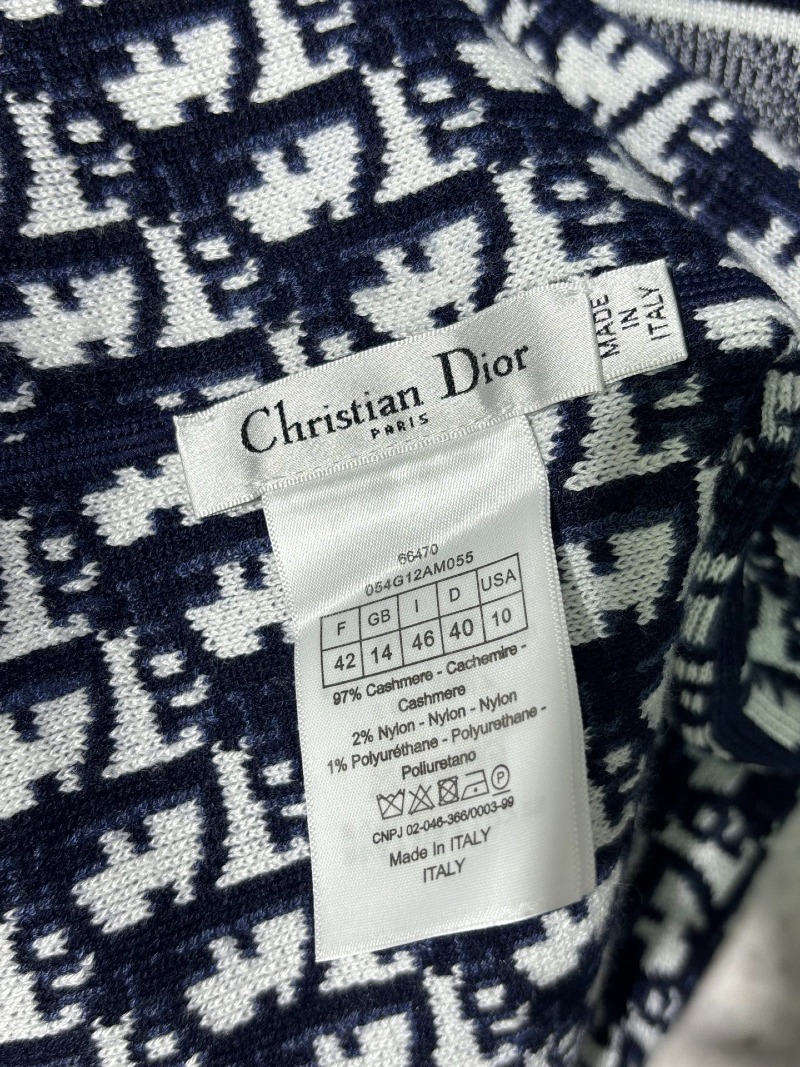 Christian Dior
PARIS
MADE
IN
ITALY
66470
054G12AM055
F GB I D USA
42 14 46 40 10
97% Cashmere - Cachemire -
Cashmere
2% Nylon - Nylon - Nylon
1% Polyuréthane - Polyurethane -
Poliuretano
CNPJ 02-046-366/0003-99
Made In ITALY
ITALY